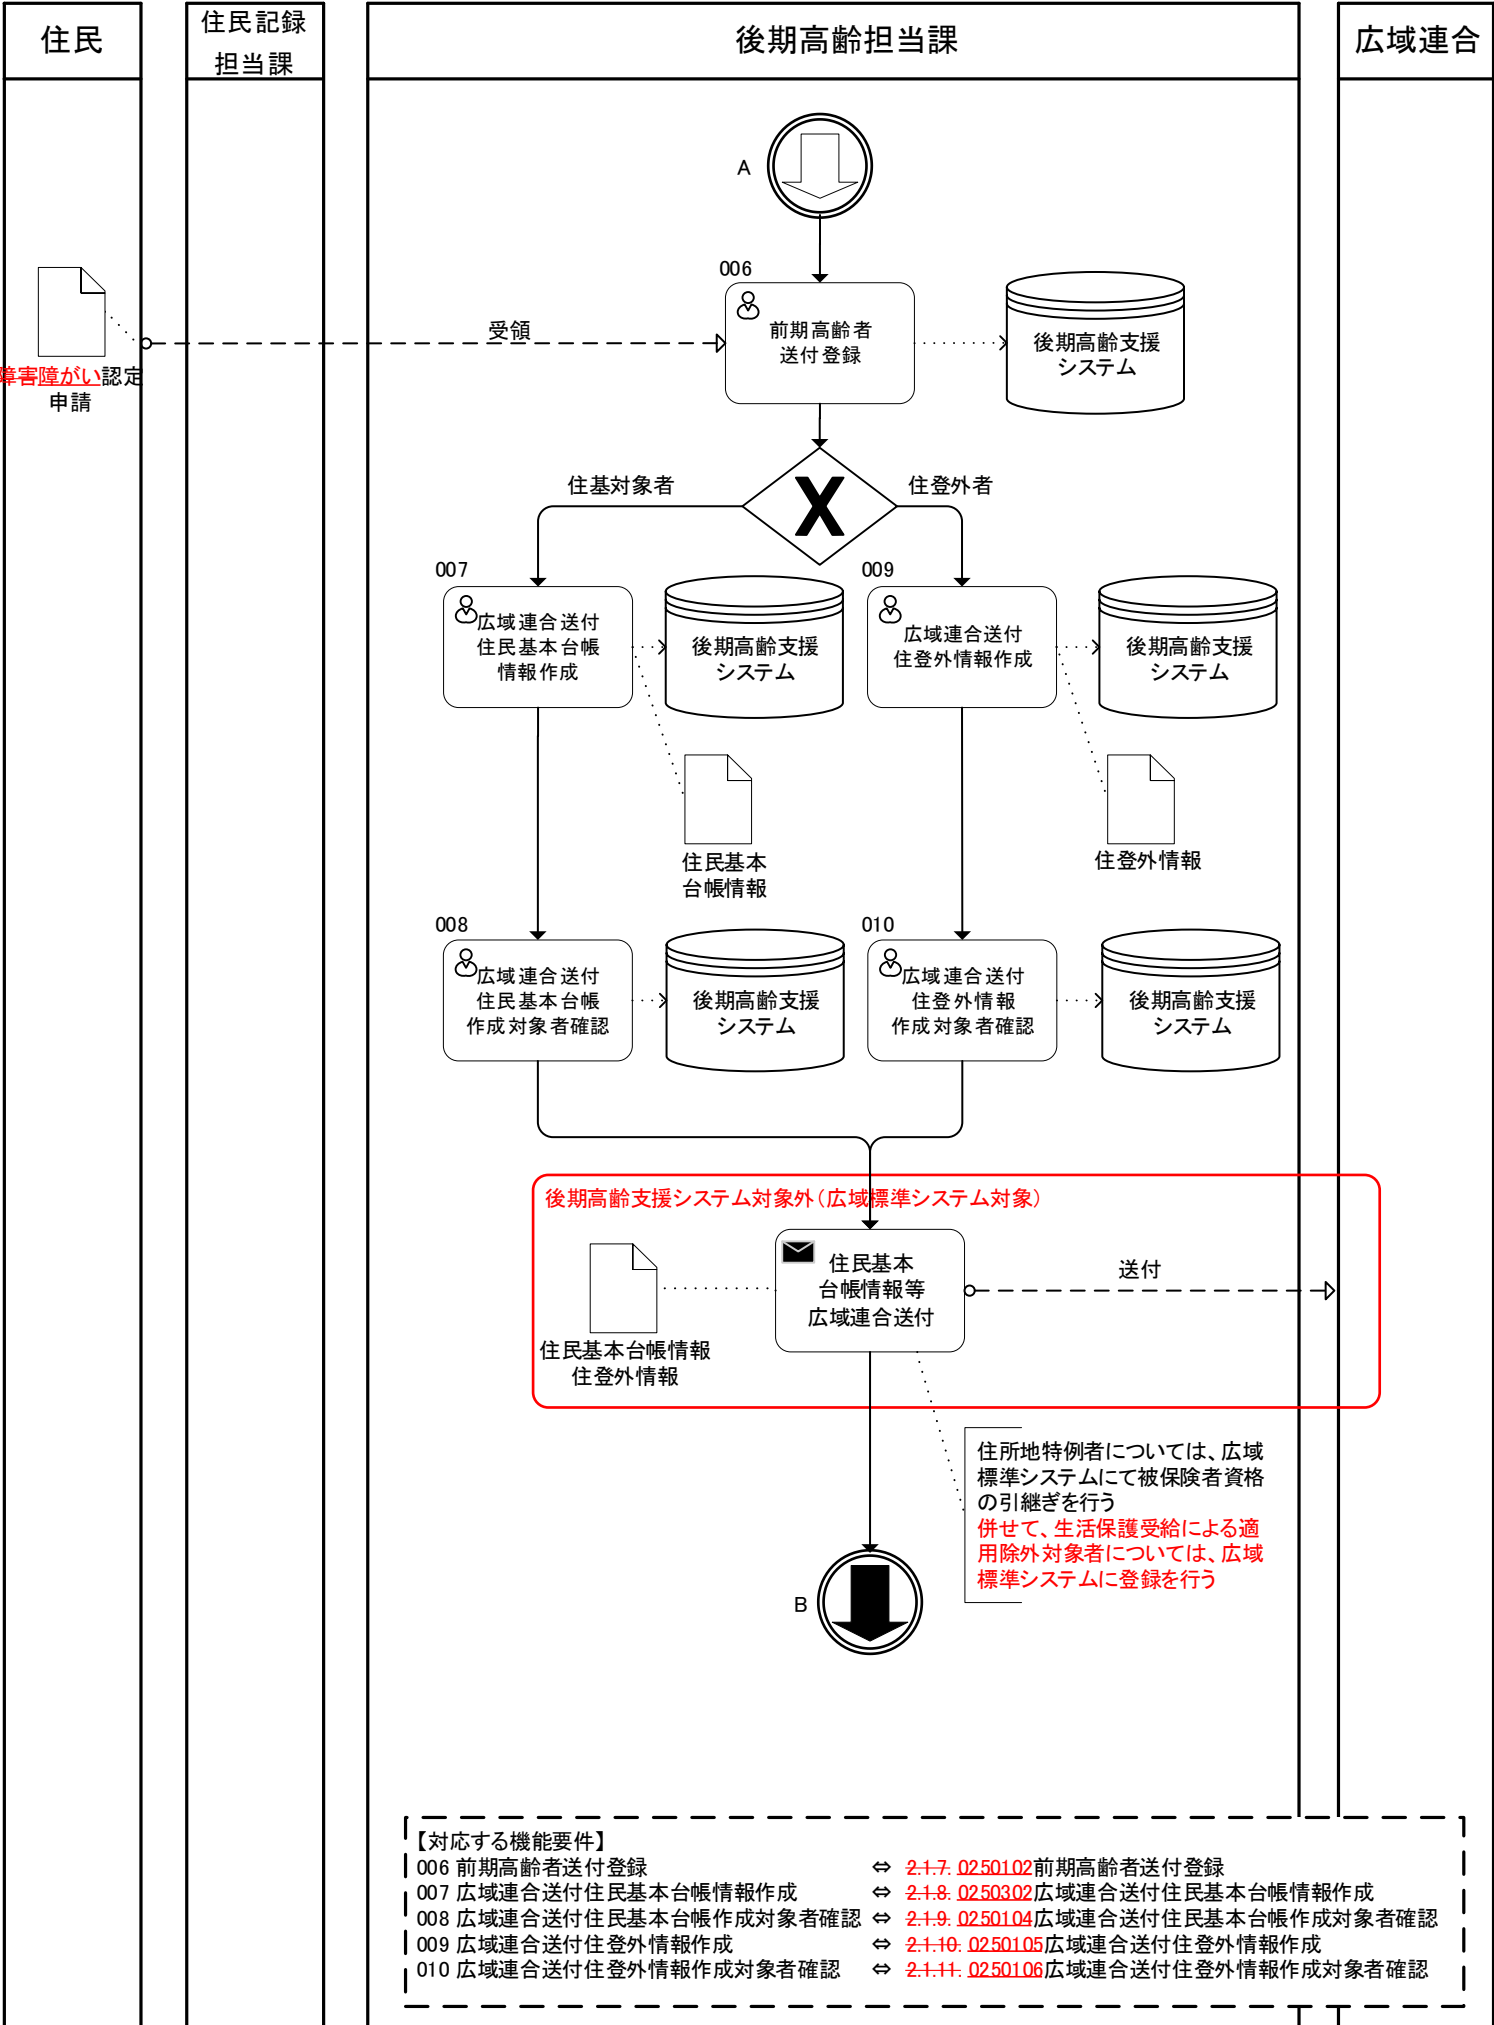 住民
住民記録
担当課
後期高齢担当課
広域連合
A
006
前期高齢者
送付登録
後期高齢支援
システム
受領
障害障がい認定
申請
住基対象者
X
住登外者
007
広域連合送付
住民基本台帳
情報作成
後期高齢支援
システム
009
広域連合送付
住登外情報作成
後期高齢支援
システム
住民基本
台帳情報
住登外情報
008
広域連合送付
住民基本台帳
作成対象者確認
後期高齢支援
システム
010
広域連合送付
住登外情報
作成対象者確認
後期高齢支援
システム
後期高齢支援システム対象外（広域標準システム対象）
住民基本
台帳情報等
広域連合送付
送付
住民基本台帳情報
住登外情報
住所地特例者については、広域
標準システムにて被保険者資格
の引継ぎを行う
併せて、生活保護受給による適
用除外対象者については、広域
標準システムに登録を行う
B
【対応する機能要件】
006 前期高齢者送付登録 ⇔ 2.1.7. 0250102前期高齢者送付登録
007 広域連合送付住民基本台帳情報作成 ⇔ 2.1.8. 0250302広域連合送付住民基本台帳情報作成
008 広域連合送付住民基本台帳作成対象者確認 ⇔ 2.1.9. 0250104広域連合送付住民基本台帳作成対象者確認
009 広域連合送付住登外情報作成 ⇔ 2.1.10. 0250105広域連合送付住登外情報作成
010 広域連合送付住登外情報作成対象者確認 ⇔ 2.1.11. 0250106広域連合送付住登外情報作成対象者確認